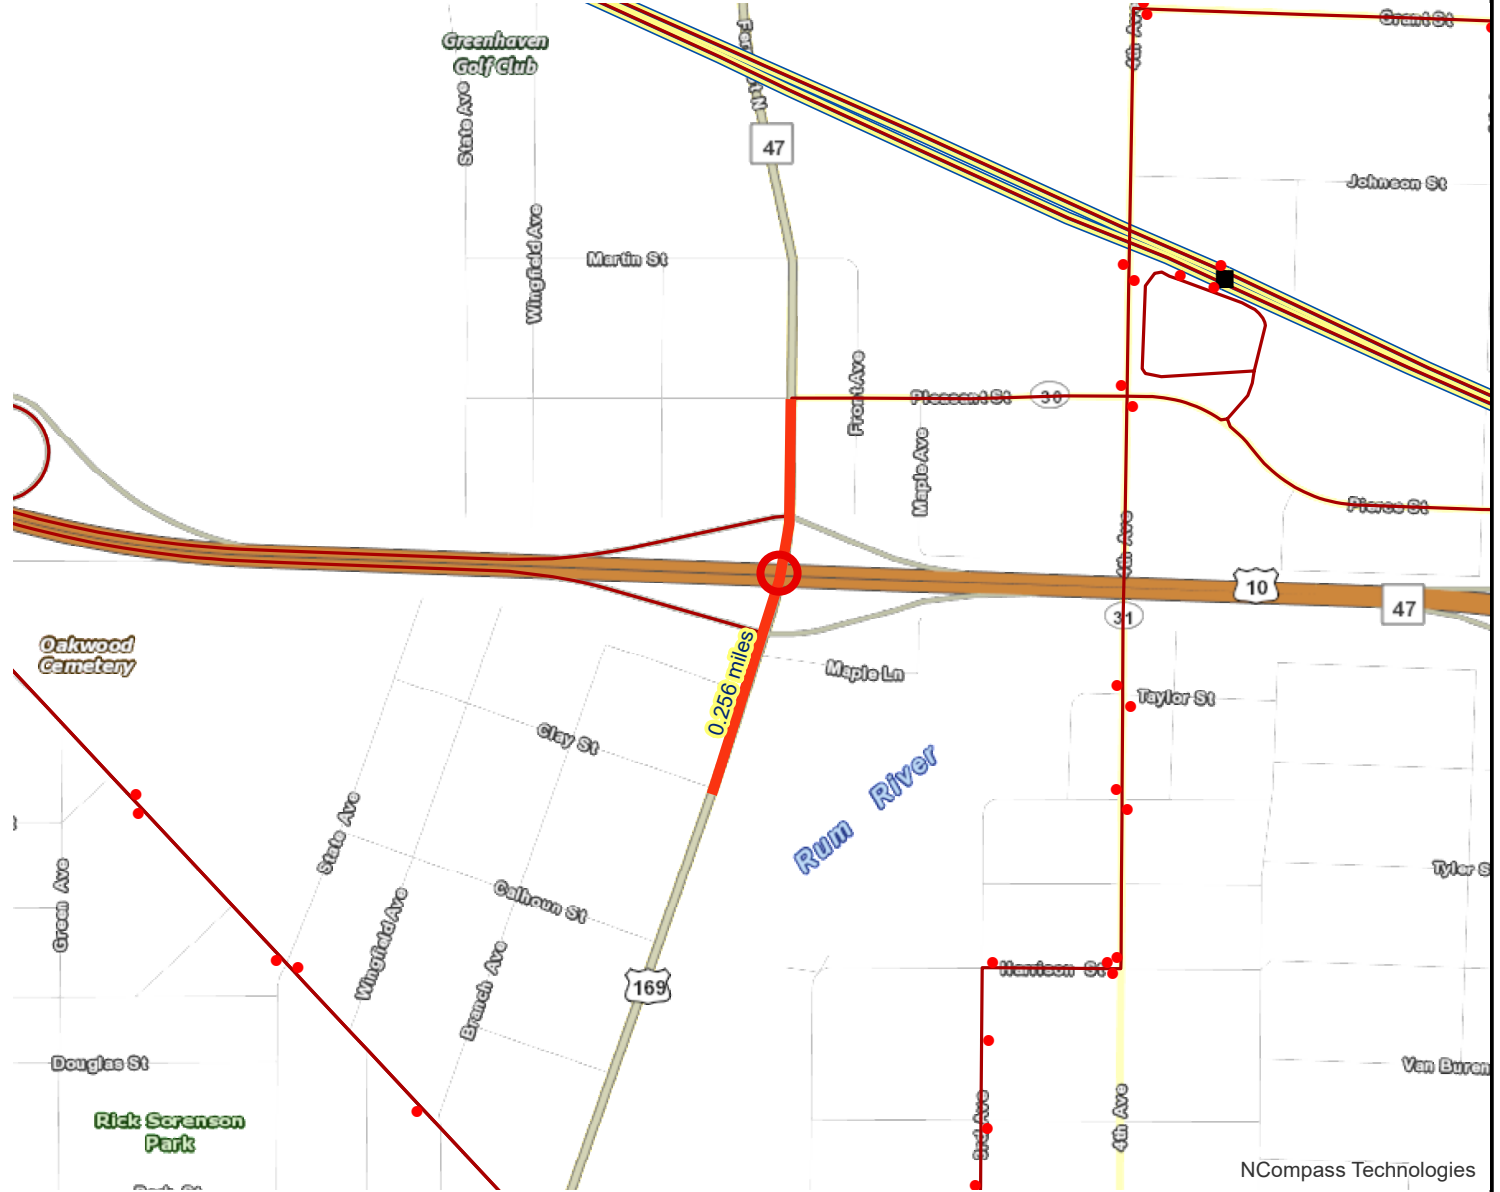 Greenhaven
Golf Club
4th Ave
Grant St
State Ave
47
Johnson St
Wingfield Ave
Martin St
Front Ave
Pleasant St
30
Maple Ave
Pierce St
4th Ave
10
47
31
Oakwood
Cemetery
0.256 miles
Maple Ln
Taylor St
Clay St
Rum River
State Ave
Green Ave
Tyler S
Calhoun St
Wingfield Ave
Branch Ave
Harrison St
169
Douglas St
Van Buren
3rd Ave
4th Ave
Rick Sorenson
Park
NCompass Technologies